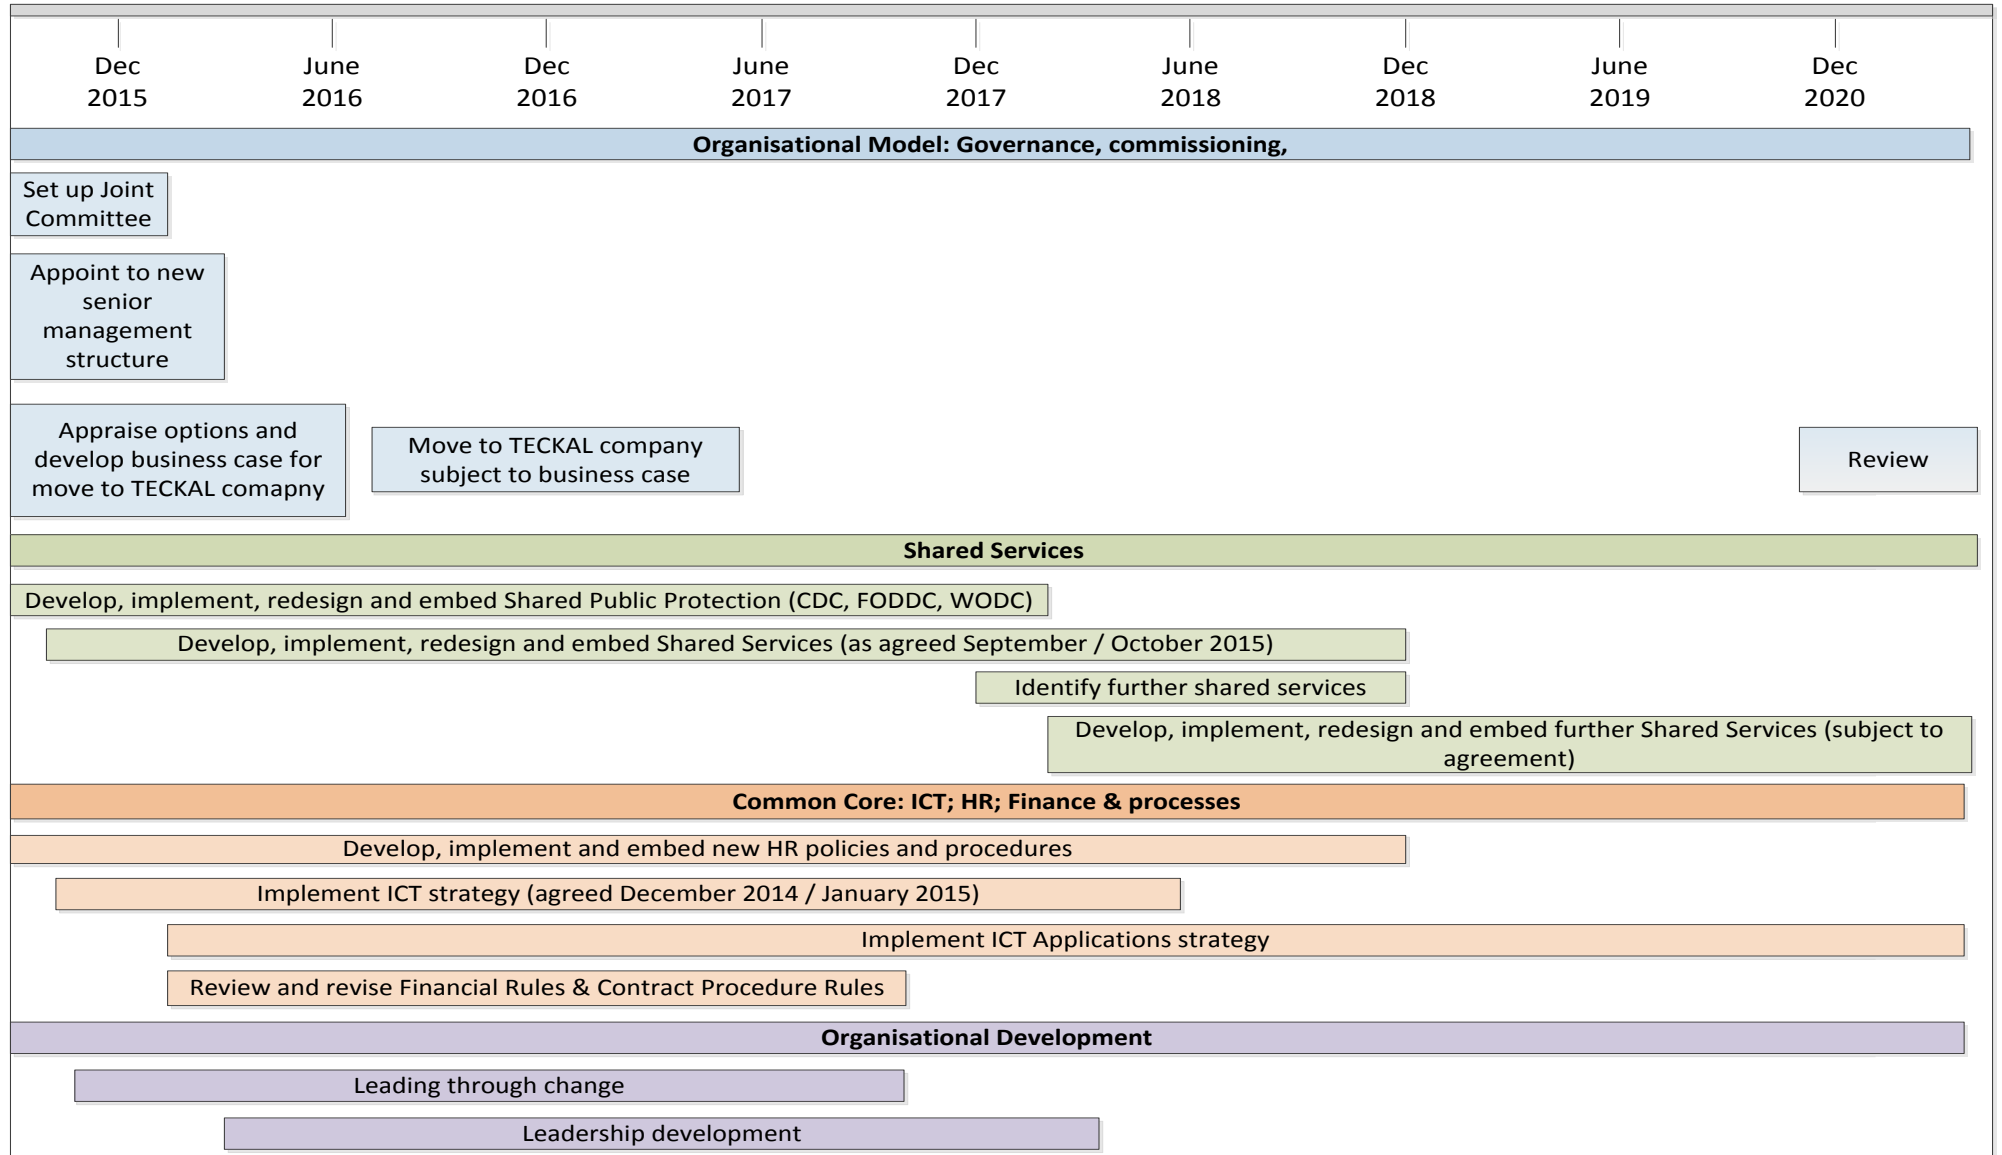 Dec June Dec June Dec June Dec June Dec
2015 2016 2016 2017 2017 2018 2018 2019 2020
Organisational Model: Governance, commissioning,
Set up Joint
Committee
Appoint to new
senior
management
structure
Appraise options and
develop business case for
move to TECKAL comapny
Move to TECKAL company
subject to business case
Review
Shared Services
Develop, implement, redesign and embed Shared Public Protection (CDC, FODDC, WODC)
Develop, implement, redesign and embed Shared Services (as agreed September / October 2015)
Identify further shared services
Develop, implement, redesign and embed further Shared Services (subject to
agreement)
Common Core: ICT; HR; Finance & processes
Develop, implement and embed new HR policies and procedures
Implement ICT strategy (agreed December 2014 / January 2015)
Implement ICT Applications strategy
Review and revise Financial Rules & Contract Procedure Rules
Organisational Development
Leading through change
Leadership development